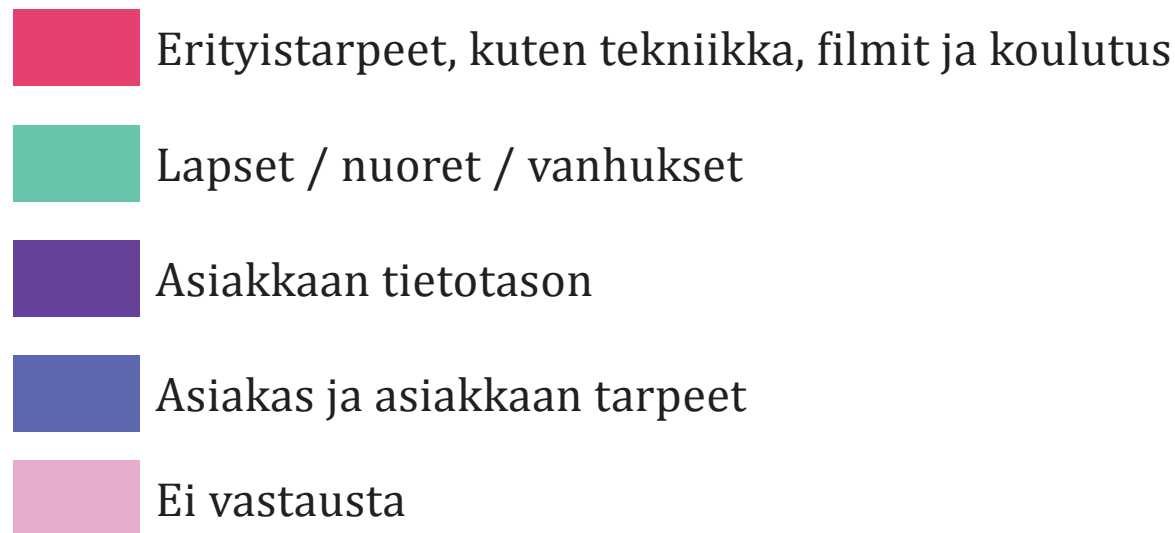 Erityistarpeet, kuten tekniikka, filmit ja koulutus
Lapset / nuoret / vanhukset
Asiakkaan tietotason
Asiakas ja asiakkaan tarpeet
Ei vastausta